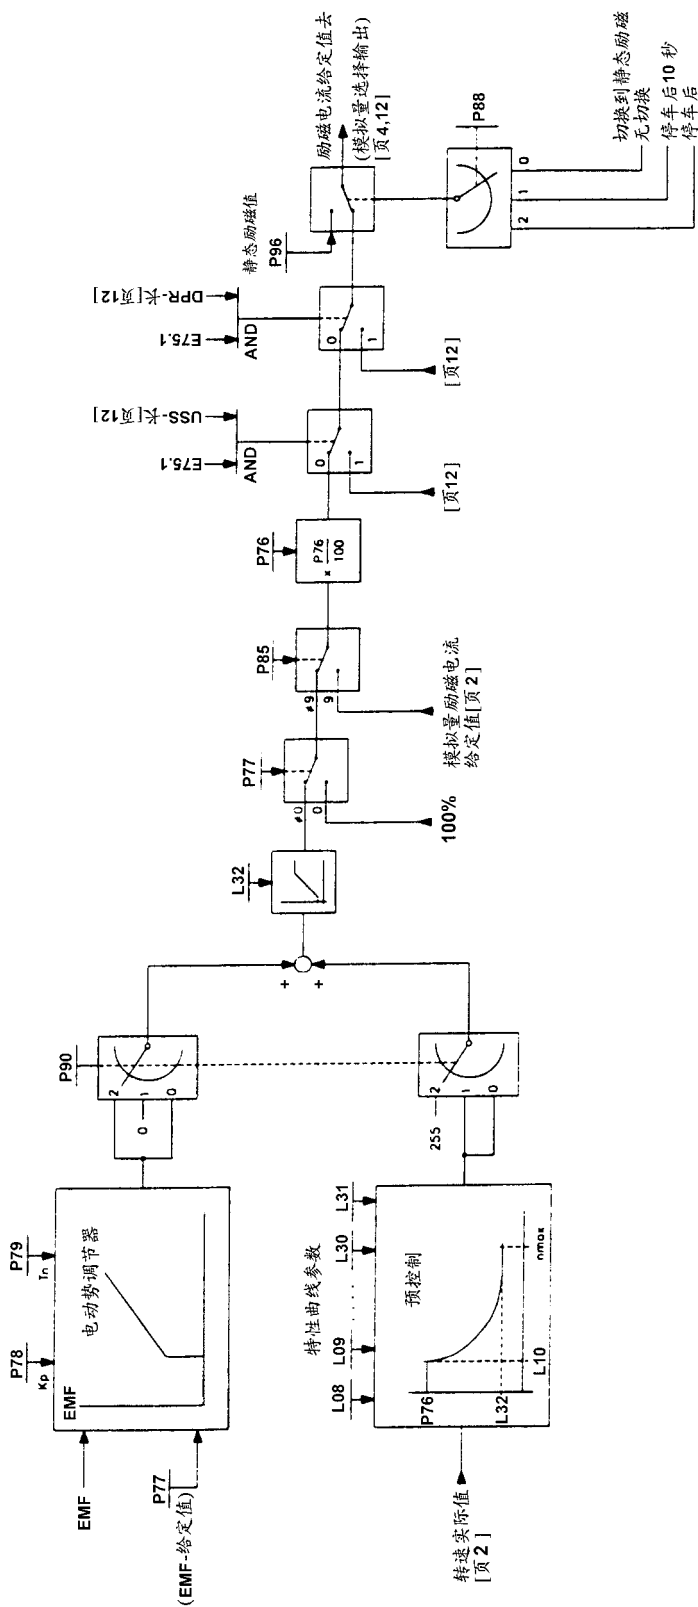 EMF
P77
(EMF-给定值)
P78
Kp
P79
Tn
EMF
电动势调节器
转速实际值
[页2]
特性曲线参数
L08
L09
.....
L30
L31
预控制
P76
L32
L10
nmax
P90
2
1
0
0
255
2
1
0
+
+
L32
P77
≠0
0
100%
P85
≠9
9
模拟量励磁电流
给定值[页2]
P76
x P76
100
E75.1
USS-长[页12]
AND
0
1
[页12]
E75.1
DPR-长[页12]
AND
0
1
[页12]
静态励磁值
P96
励磁电流给定值去
(模拟量选择输出)
[页4,12]
P88
0
1
2
切换到静态励磁
无切换
停车后10秒
停车后